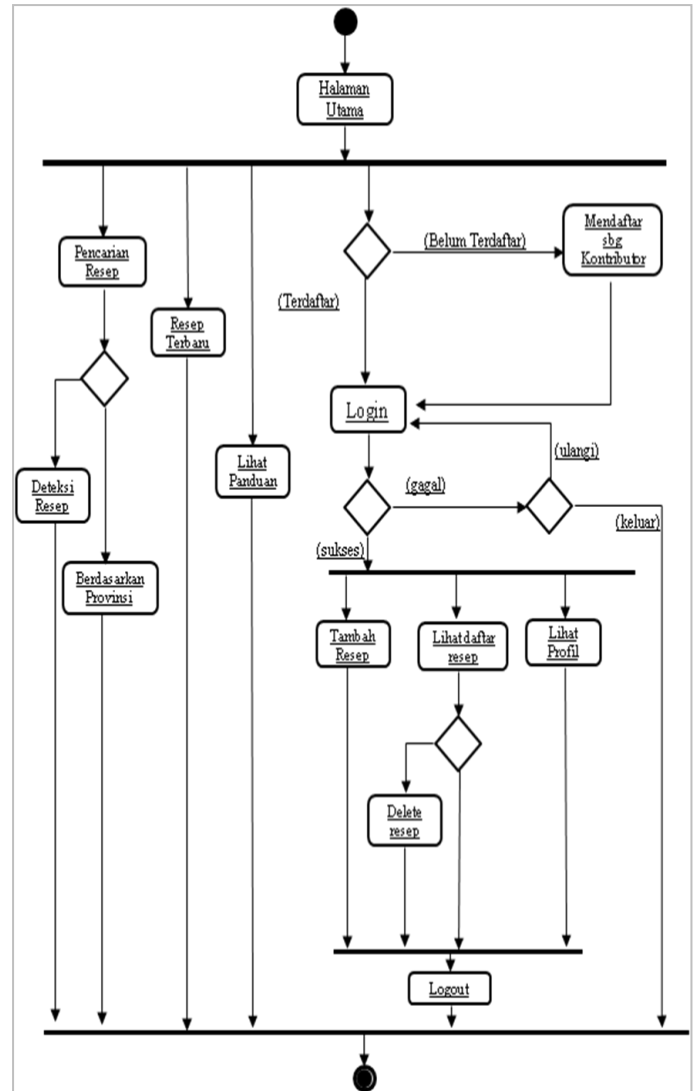 Halaman
Utama
Pencarian
Resep
(Belum Terdaftar)
Mendaftar
sbg
Kontributor
(Terdaftar)
Resep
Terbaru
Login
Lihat
Panduan
(ulangi)
Deteksi
Resep
(gagal)
(keluar)
(sukses)
Berdasarkan
Provinsi
Tambah
Resep
Lihat daftar
resep
Lihat
Profil
Delete
resep
Logout